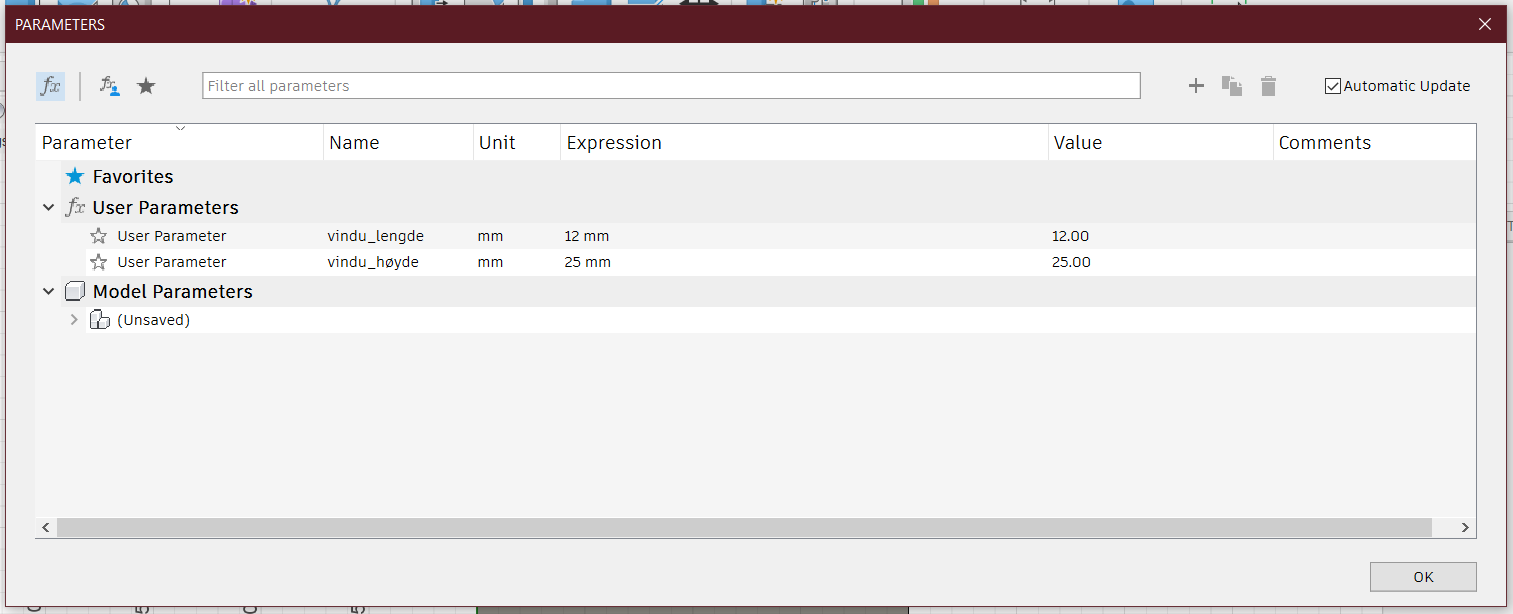 PARAMETERS
Filter all parameters
Automatic Update
Parameter Name Unit Expression Value Comments
Favorites
fx User Parameters
User Parameter vindu_lengde mm 12 mm 12.00
User Parameter vindu_høyde mm 25 mm 25.00
Model Parameters
(Unsaved)
OK